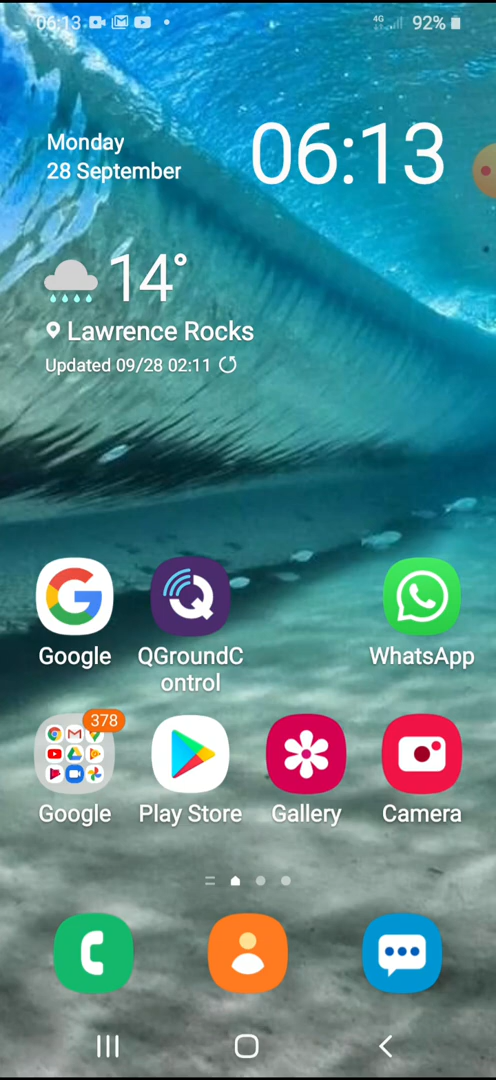 06:13
4G
92%
Monday
28 September
06:13
14°
Lawrence Rocks
Updated 09/28 02:11
Google
QGroundC
ontrol
WhatsApp
378
Google
Play Store
Gallery
Camera